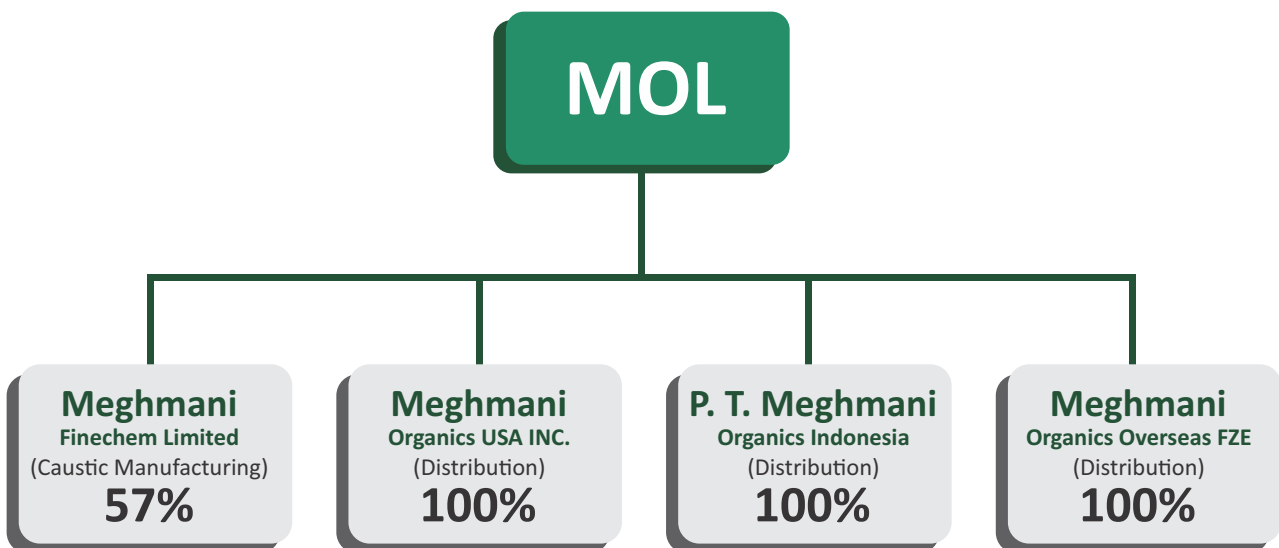 MOL
Meghmani
Finechem Limited
(Caustic Manufacturing)
57%
Meghmani
Organics USA INC.
(Distribution)
100%
P. T. Meghmani
Organics Indonesia
(Distribution)
100%
Meghmani
Organics Overseas FZE
(Distribution)
100%